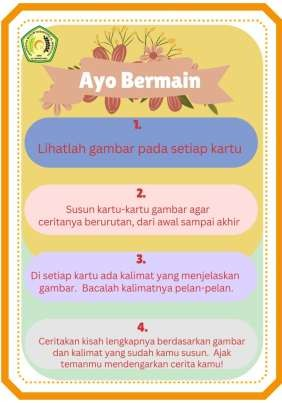 Ayo Bermain
1.
Lihatlah gambar pada setiap kartu
2.
Susun kartu-kartu gambar agar
ceritanya berurutan, dari awal sampai akhir
3.
Di setiap kartu ada kalimat yang menjelaskan
gambar. Bacalah kalimatnya pelan-pelan.
4.
Ceritakan kisah lengkapnya berdasarkan gambar
dan kalimat yang sudah kamu susun. Ajak
temanmu mendengarkan cerita kamu!